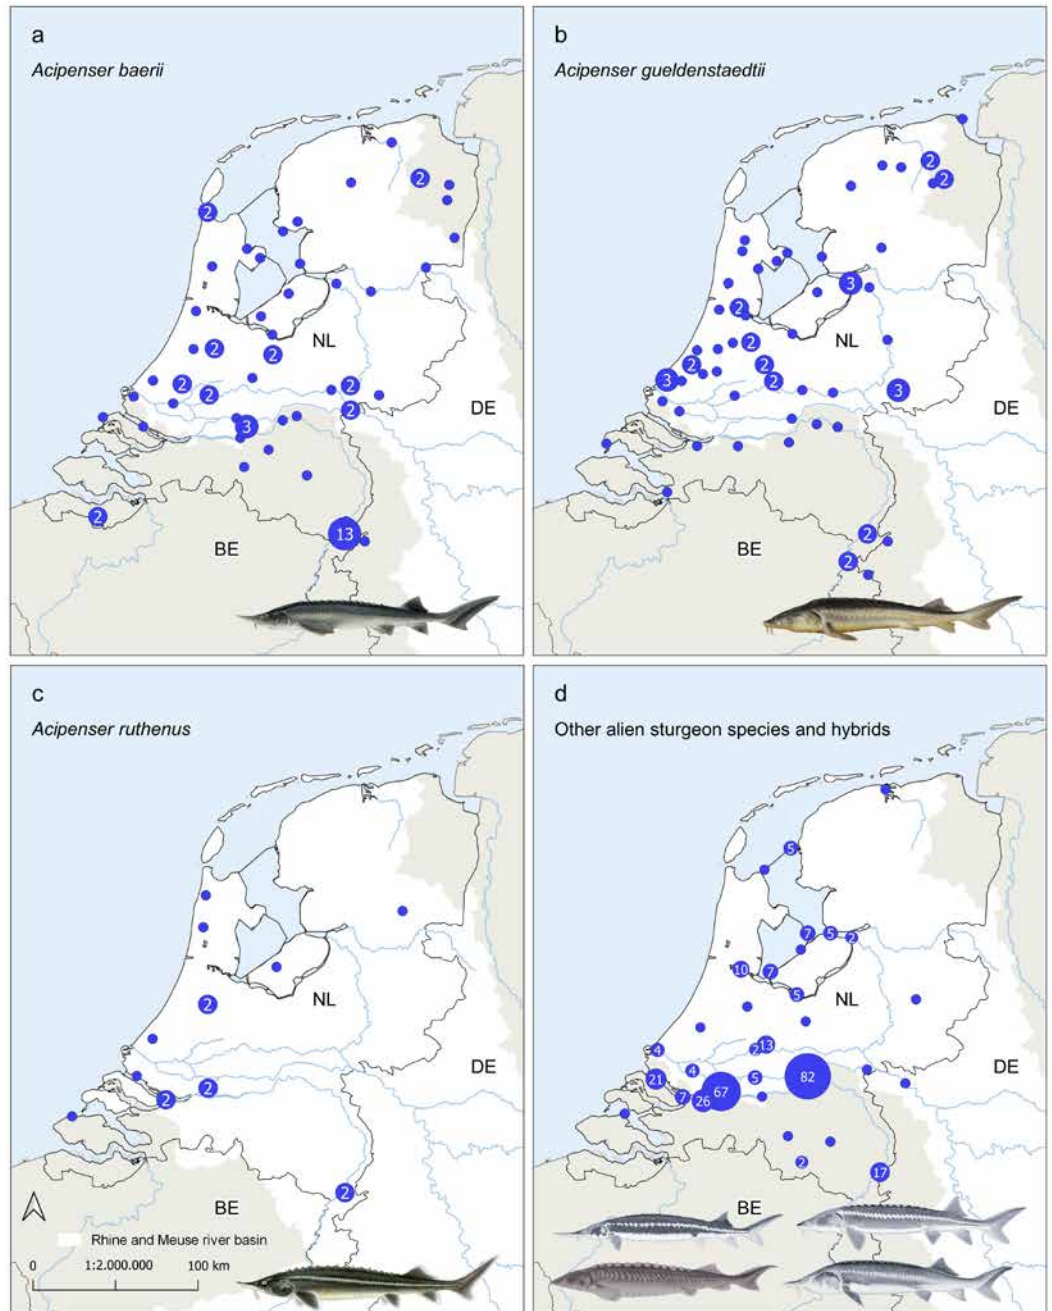 a
Acipenser baerii
2
2
2
2
NL
2
2
2
2
DE
3
2
13
BE
b
Acipenser gueldenstaedtii
2
2
3
2
2
NL
2
2
3
2
3
DE
2
BE
2
c
Acipenser ruthenus
2
NL
DE
2
2
2
BE
Rhine and Meuse river basin
0
1:2.000.000
100 km
d
Other alien sturgeon species and hybrids
5
7
5
2
10
7
5
NL
13
2
4
DE
4
5
82
21
67
7
26
2
17
BE